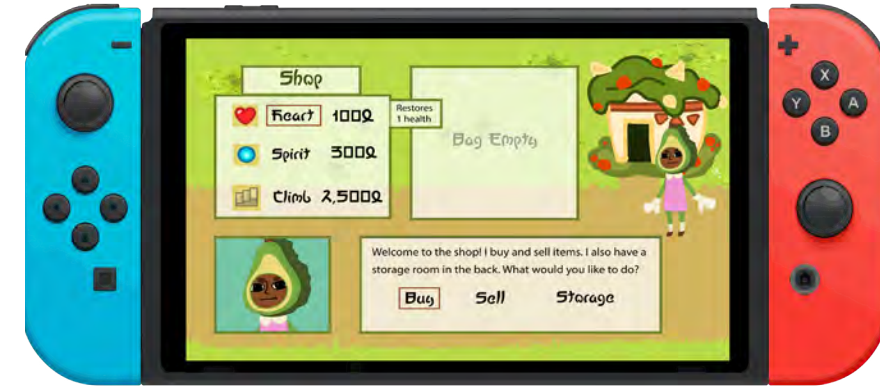 Shop
Heart 100Ω
Restores
1 health
Spirit 300Ω
Climb 2,500Ω
Bag Empty
Welcome to the shop! I buy and sell items. I also have a
storage room in the back. What would you like to do?
Buy Sell Storage
X
Y A
B